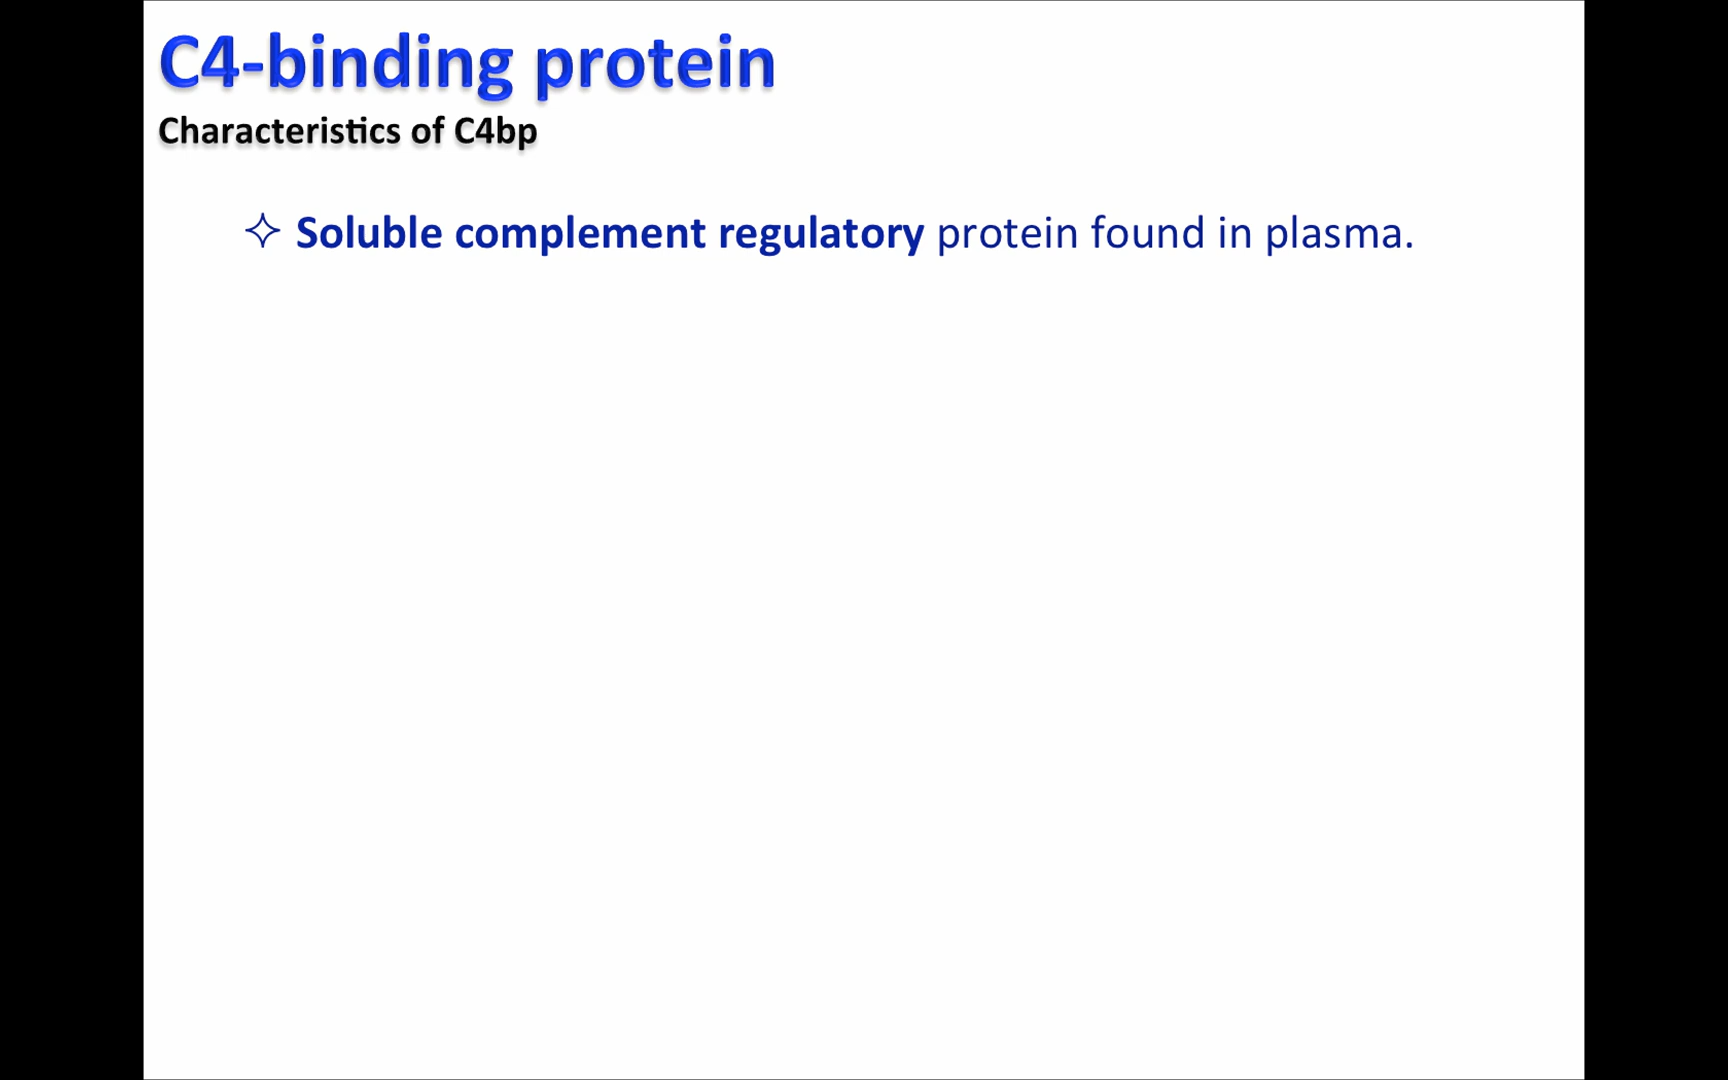 C4-binding protein
Characteristics of C4bp
✧ Soluble complement regulatory protein found in plasma.